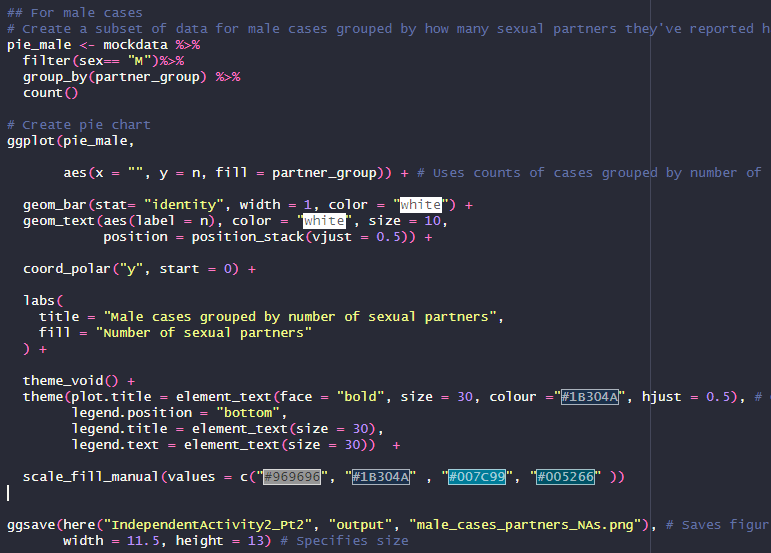 ## For male cases
# Create a subset of data for male cases grouped by how many sexual partners they've reported h
pie_male <- mockdata %>%
  filter(sex== "M")%>%
  group_by(partner_group) %>%
  count()
# Create pie chart
ggplot(pie_male,
       aes(x = "", y = n, fill = partner_group)) + # Uses counts of cases grouped by number of
  geom_bar(stat= "identity", width = 1, color = "white") +
  geom_text(aes(label = n), color = "white", size = 10,
            position = position_stack(vjust = 0.5)) +
  coord_polar("y", start = 0) +
  labs(
    title = "Male cases grouped by number of sexual partners",
    fill = "Number of sexual partners"
  ) +
  theme_void() +
  theme(plot.title = element_text(face = "bold", size = 30, colour ="#1B304A", hjust = 0.5), #
        legend.position = "bottom",
        legend.title = element_text(size = 30),
        legend.text = element_text(size = 30))  +
  scale_fill_manual(values = c("#969696", "#1B304A" , "#007C99", "#005266" ))
ggsave(here("IndependentActivity2_Pt2", "output", "male_cases_partners_NAs.png"), # Saves figur
       width = 11.5, height = 13) # Specifies size